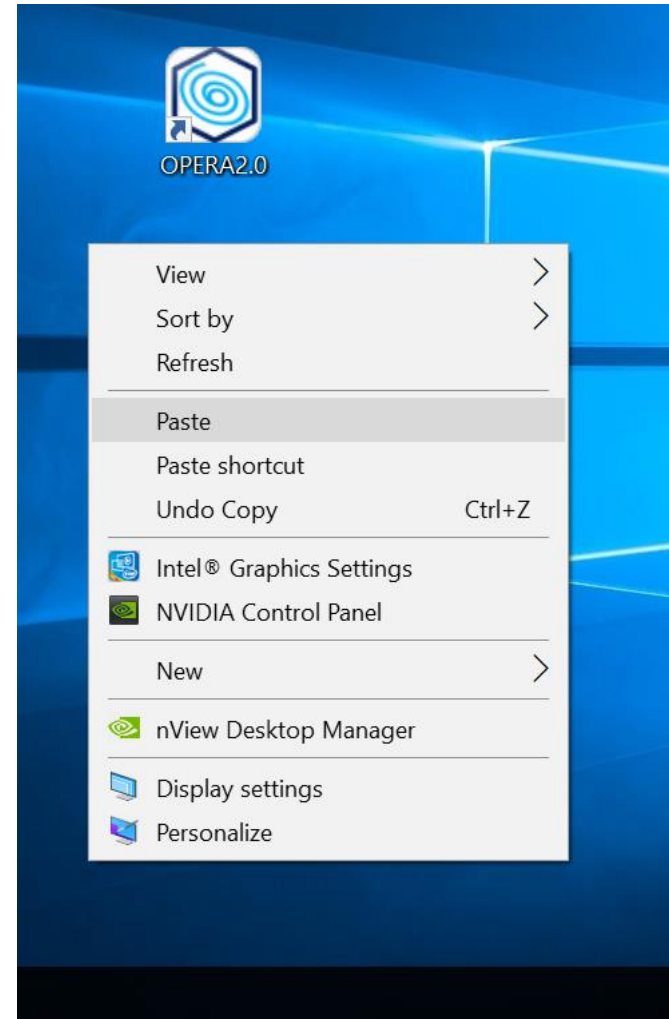 OPERA2.0
View
Sort by
Refresh
Paste
Paste shortcut
Undo Copy Ctrl+Z
Intel® Graphics Settings
NVIDIA Control Panel
New
nView Desktop Manager
Display settings
Personalize